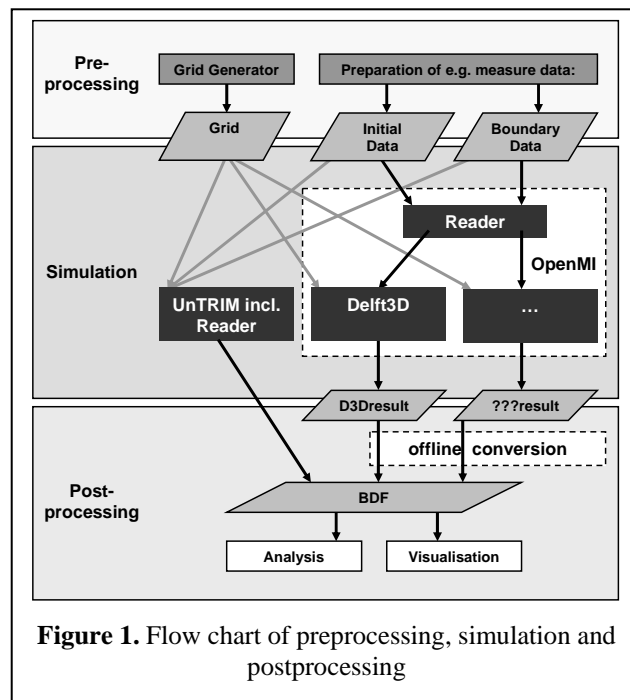 Pre-
processing
Grid Generator
Preparation of e.g. measure data:
Grid
Initial
Data
Boundary
Data
Simulation
Reader
OpenMI
UnTRIM incl.
Reader
Delft3D
...
D3Dresult
???result
offline conversion
Post-
processing
BDF
Analysis
Visualisation
Figure 1. Flow chart of preprocessing, simulation and
postprocessing